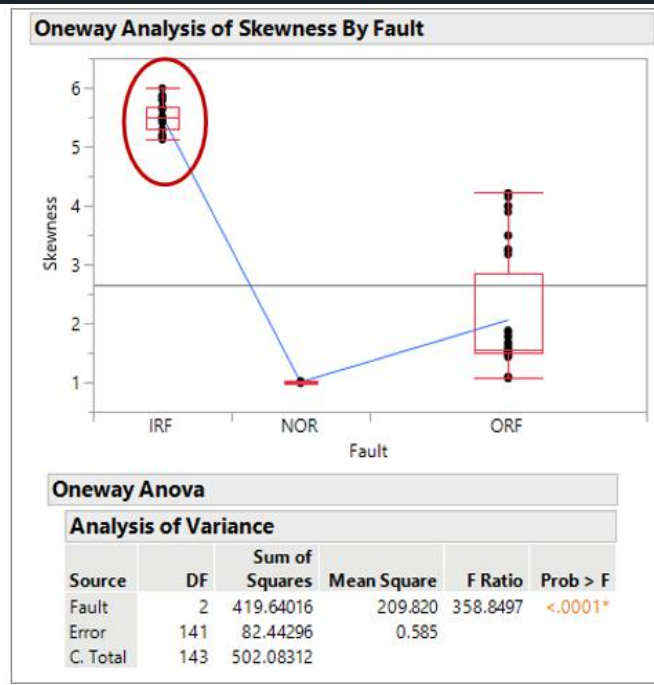 Oneway Analysis of Skewness By Fault
6
5
4
3
2
1
Skewness
IRF NOR ORF
Fault
Oneway Anova
Analysis of Variance
Sum of
Source DF Squares Mean Square F Ratio Prob > F
Fault 2 419.64016 209.820 358.8497 <.0001*
Error 141 82.44296 0.585
C. Total 143 502.08312